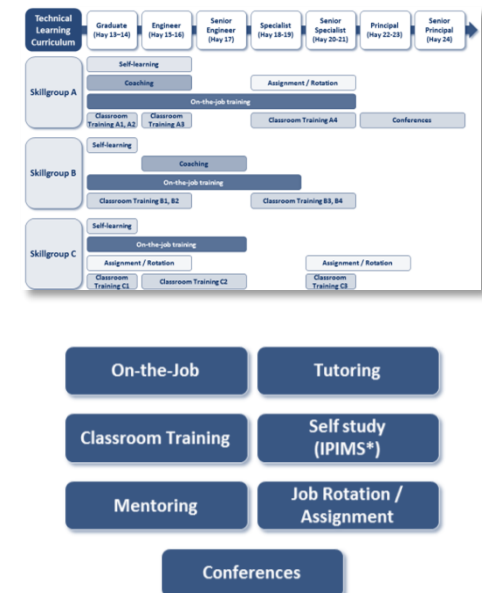 Technical
Learning
Curriculum
Graduate
(Hay 13-14)
Engineer
(Hay 15-16)
Senior
Engineer
(Hay 17)
Specialist
(Hay 18-19)
Senior
Specialist
(Hay 20-21)
Principal
(Hay 22-23)
Senior
Principal
(Hay 24)
Skillgroup A
Self-learning
Coaching
Assignment / Rotation
On-the-job training
Classroom
Training A1, A2
Classroom
Training A3
Classroom Training A4
Conferences
Skillgroup B
Self-learning
Coaching
On-the-job training
Classroom Training B1, B2
Classroom Training B3, B4
Skillgroup C
Self-learning
On-the-job training
Assignment / Rotation
Assignment / Rotation
Classroom
Training C1
Classroom Training C2
Classroom
Training C3
On-the-Job
Tutoring
Classroom Training
Self study
(IPIMS*)
Mentoring
Job Rotation /
Assignment
Conferences